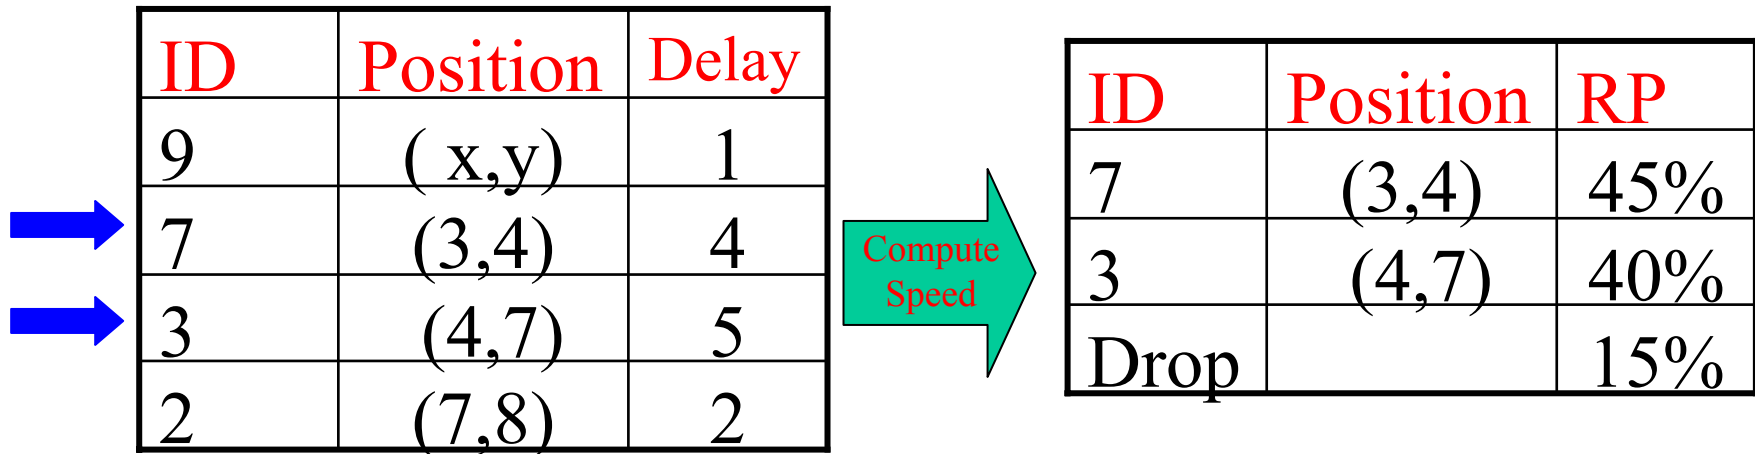 ID Position Delay
9 ( x,y) 1
7 (3,4) 4
3 (4,7) 5
2 (7,8) 2
Compute
Speed
ID Position RP
7 (3,4) 45%
3 (4,7) 40%
Drop 15%